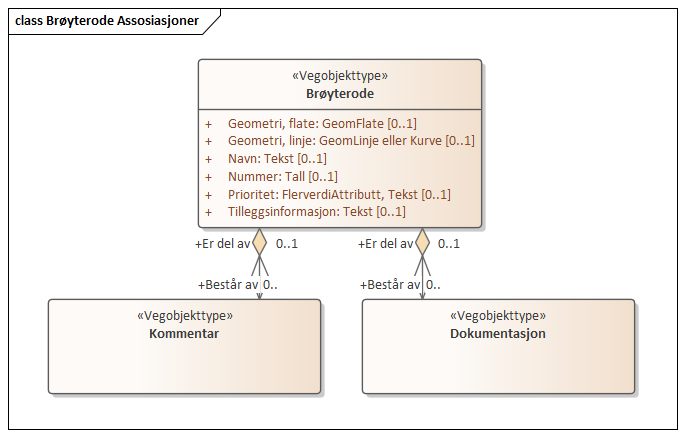 class Brøyterode Assosiasjoner
«Vegobjekttype»
Brøyterode
+ Geometri, flate: GeomFlate [0..1]
+ Geometri, linje: GeomLinje eller Kurve [0..1]
+ Navn: Tekst [0..1]
+ Nummer: Tall [0..1]
+ Prioritet: FlerverdiAttributt, Tekst [0..1]
+ Tilleggsinformasjon: Tekst [0..1]
+Er del av 0..1 +Er del av 0..1
+Består av 0.. +Består av 0..
«Vegobjekttype» «Vegobjekttype»
Kommentar Dokumentasjon